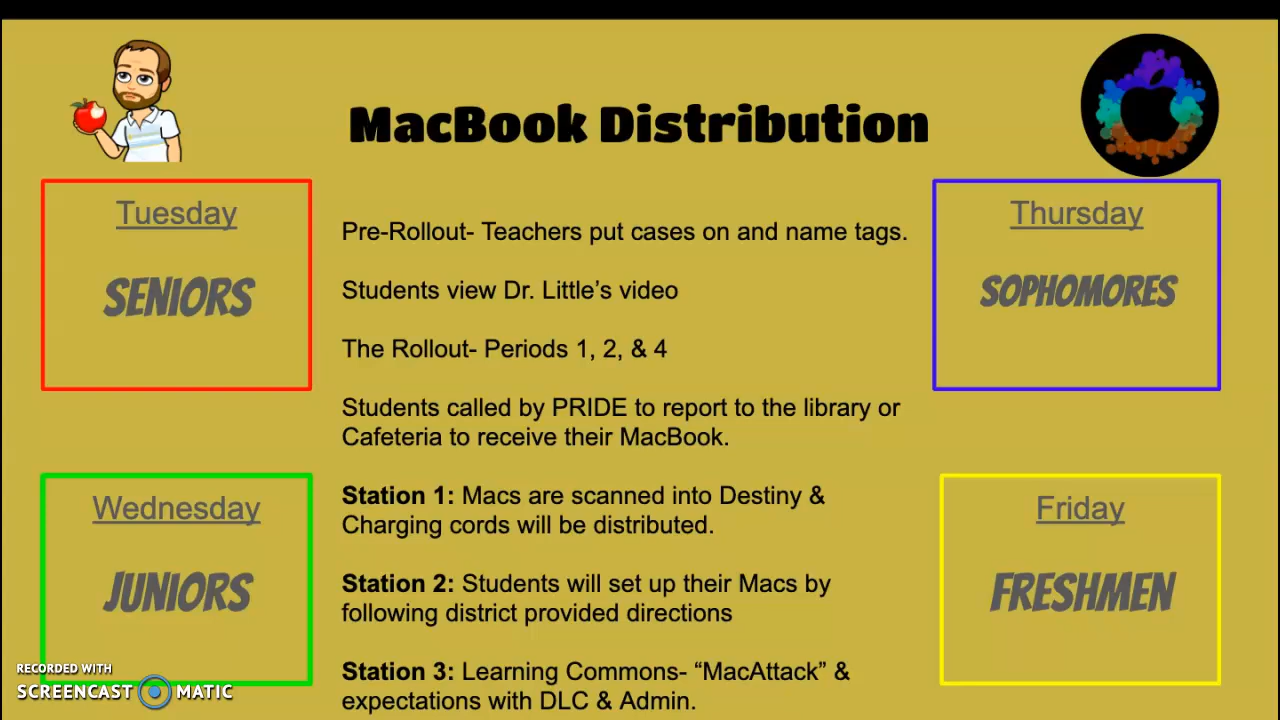 MacBook Distribution
Tuesday
SENIORS
Wednesday
JUNIORS
Pre-Rollout- Teachers put cases on and name tags.
Students view Dr. Little’s video
The Rollout- Periods 1, 2, & 4
Students called by PRIDE to report to the library or
Cafeteria to receive their MacBook.
Station 1: Macs are scanned into Destiny &
Charging cords will be distributed.
Station 2: Students will set up their Macs by
following district provided directions
Station 3: Learning Commons- “MacAttack” &
expectations with DLC & Admin.
Thursday
SOPHOMORES
Friday
FRESHMEN
RECORDED WITH
SCREENCAST MATIC